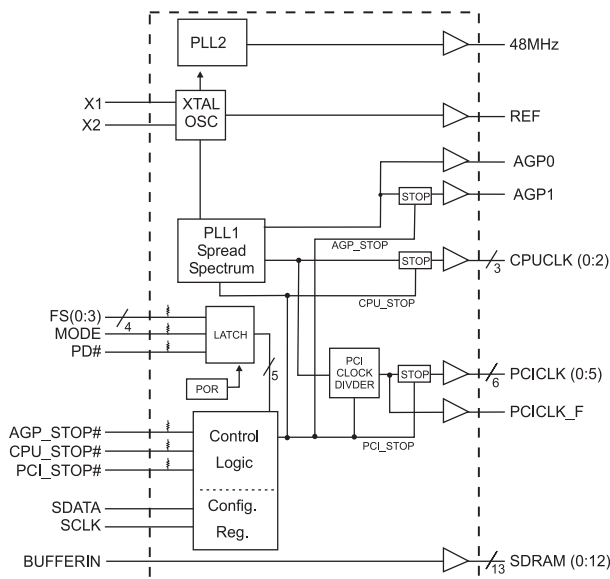 PLL2
48MHz
X1
X2
XTAL
OSC
REF
AGP0
STOP
AGP1
AGP_STOP
PLL1
Spread
Spectrum
STOP
CPUCLK (0:2)
3
CPU_STOP
FS(0:3)
4
MODE
PD#
LATCH
5
POR
PCI
CLOCK
DIVDER
STOP
PCICLK (0:5)
6
PCICLK_F
PCI_STOP
AGP_STOP#
CPU_STOP#
PCI_STOP#
Control
Logic
SDATA
SCLK
Config.
Reg.
BUFFERIN
SDRAM (0:12)
13